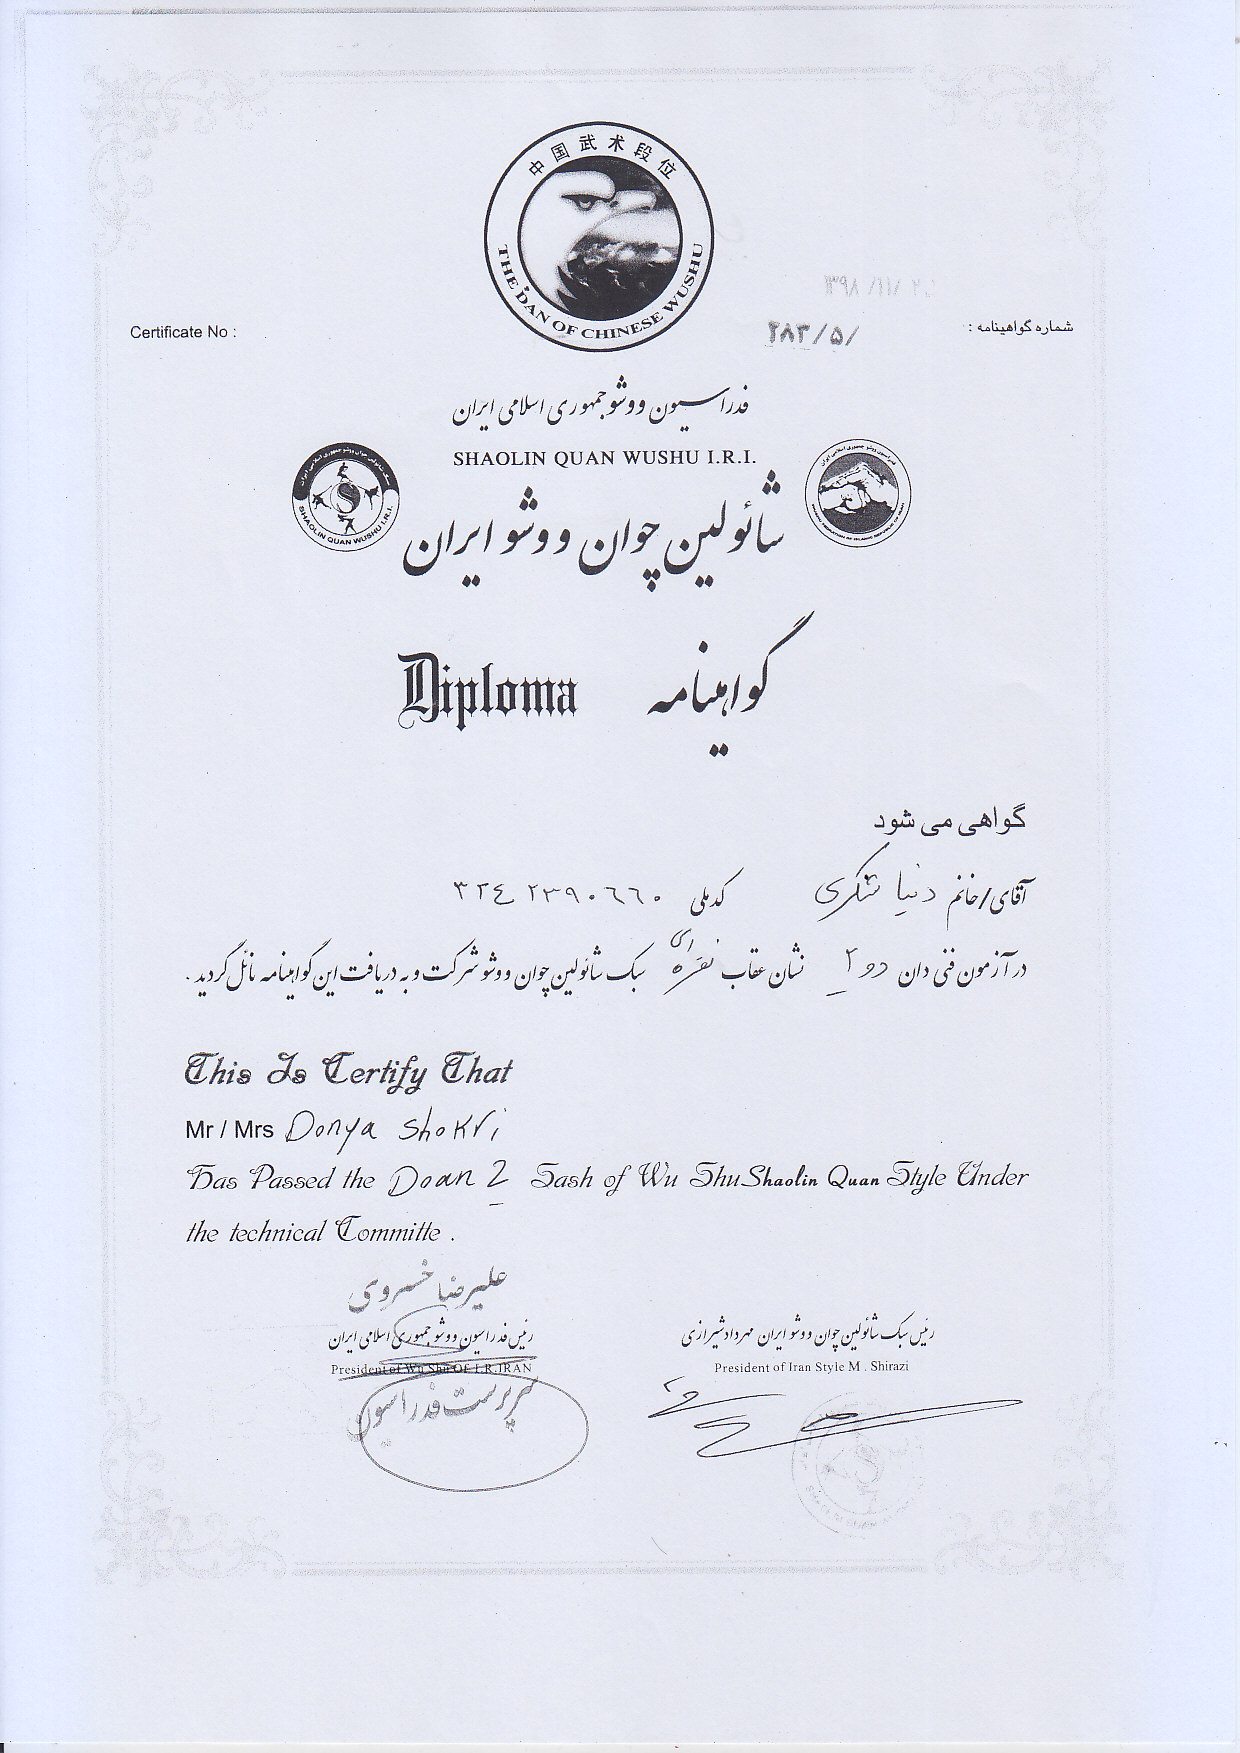 中国武术段位
THE DAN OF CHINESE WUSHU
۱۳۹۸/۱۱/
Certificate No :
شماره گواهینامه :
۲۸۳/۵/
فدراسیون ووشو جمهوری اسلامی ایران
SHAOLIN QUAN WUSHU I.R.I.
SHAOLIN QUAN WUSHU I.R.I.
شائولین چوان ووشو ایران
Diploma
گواهینامه
گواهی می شود
آقای/خانم دنیا شکری کدملی ۳۲۴۲۳۹۰۶۶۰
در آزمون فنی دان دو ۲ نشان عقاب نقره ای سبک شائولین چوان ووشو شرکت و به دریافت این گواهینامه نائل گردید .
This Is Certify That
Mr / Mrs Donya Shokri
Has Passed the Doan 2 Sash of Wu Shu Shaolin Quan Style Under
the technical Committe .
علیرضا خسروی
رئیس فدراسیون ووشو جمهوری اسلامی ایران
President of Wu Shu Of I.R.IRAN
سرپرست فدراسیون
رئیس سبک شائولین چوان ووشو ایران مهرداد شیرازی
President of Iran Style M . Shirazi